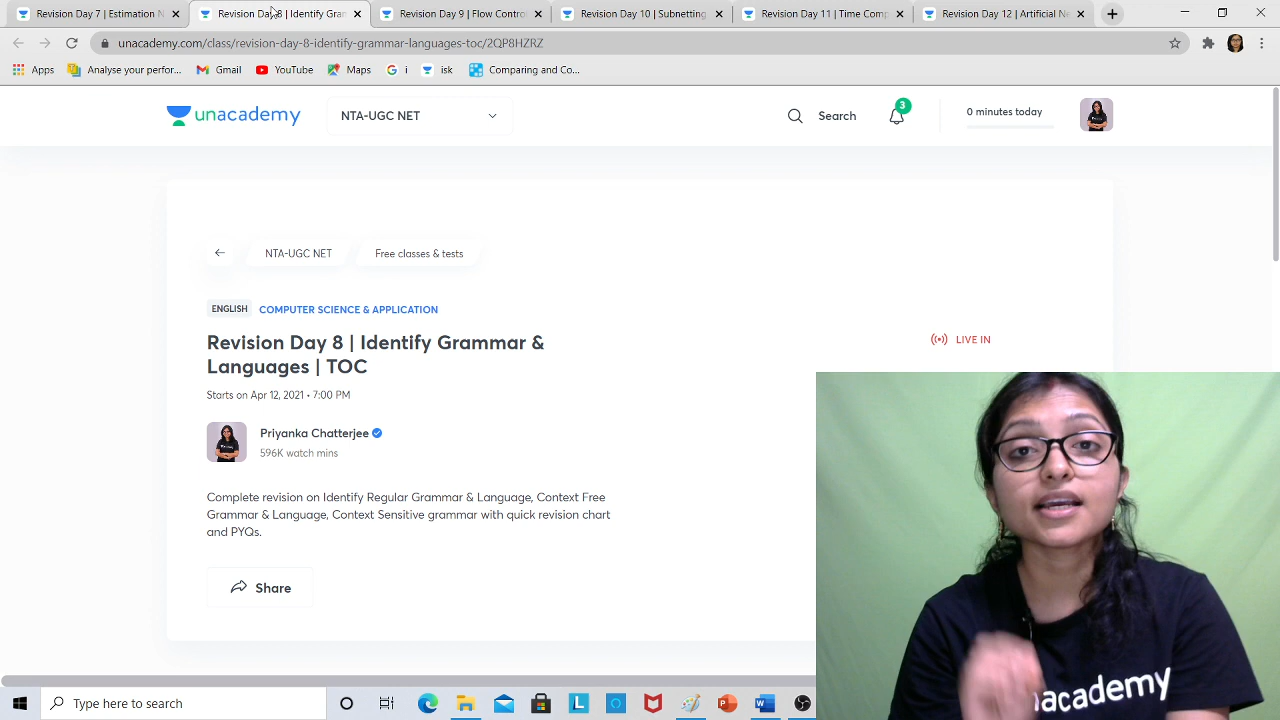 Revision Day 7 | Estimation N
Revision Day 8 | Identify Gram
Revision Day 9 | Flow Control
Revision Day 10 | Subnetting
Revision Day 11 | Time Comp
Revision Day 12 | Artificial Ne
unacademy.com/class/revision-day-8-identify-grammar-languages-toc/2QP8HZRZ
Apps
Analyse your perfor...
Gmail
YouTube
Maps
G i
isk
Comparing and Co...
unacademy
NTA-UGC NET
Search
3
0 minutes today
NTA-UGC NET
Free classes & tests
ENGLISH COMPUTER SCIENCE & APPLICATION
Revision Day 8 | Identify Grammar &
Languages | TOC
LIVE IN
Starts on Apr 12, 2021 • 7:00 PM
Priyanka Chatterjee
596K watch mins
Complete revision on Identify Regular Grammar & Language, Context Free
Grammar & Language, Context Sensitive grammar with quick revision chart
and PYQs.
Share
unacademy
Type here to search